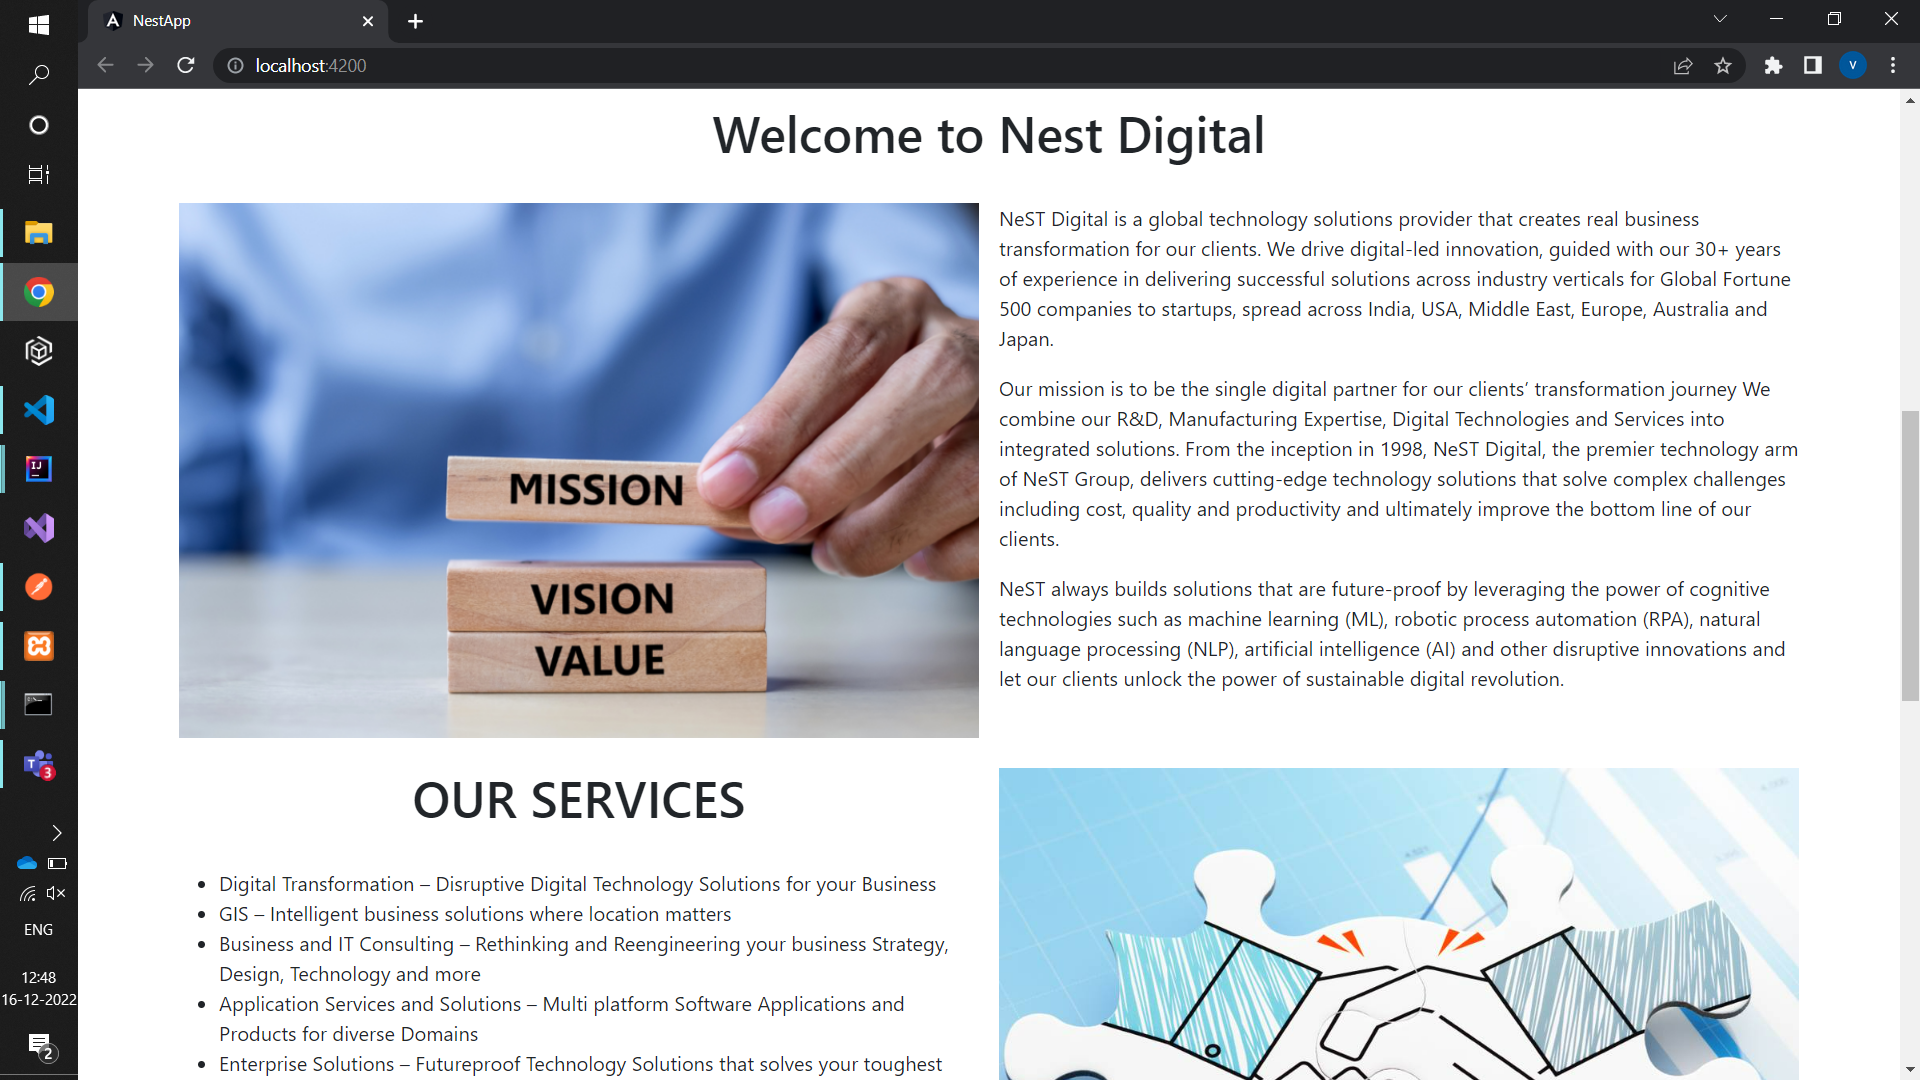 NestApp
localhost:4200
V
Welcome to Nest Digital
MISSION
VISION
VALUE
NeST Digital is a global technology solutions provider that creates real business
transformation for our clients. We drive digital-led innovation, guided with our 30+ years
of experience in delivering successful solutions across industry verticals for Global Fortune
500 companies to startups, spread across India, USA, Middle East, Europe, Australia and
Japan.
Our mission is to be the single digital partner for our clients’ transformation journey We
combine our R&D, Manufacturing Expertise, Digital Technologies and Services into
integrated solutions. From the inception in 1998, NeST Digital, the premier technology arm
of NeST Group, delivers cutting-edge technology solutions that solve complex challenges
including cost, quality and productivity and ultimately improve the bottom line of our
clients.
NeST always builds solutions that are future-proof by leveraging the power of cognitive
technologies such as machine learning (ML), robotic process automation (RPA), natural
language processing (NLP), artificial intelligence (AI) and other disruptive innovations and
let our clients unlock the power of sustainable digital revolution.
OUR SERVICES
• Digital Transformation – Disruptive Digital Technology Solutions for your Business
• GIS – Intelligent business solutions where location matters
• Business and IT Consulting – Rethinking and Reengineering your business Strategy,
Design, Technology and more
• Application Services and Solutions – Multi platform Software Applications and
Products for diverse Domains
• Enterprise Solutions – Futureproof Technology Solutions that solves your toughest
IJ
T
3
ENG
12:48
16-12-2022
2